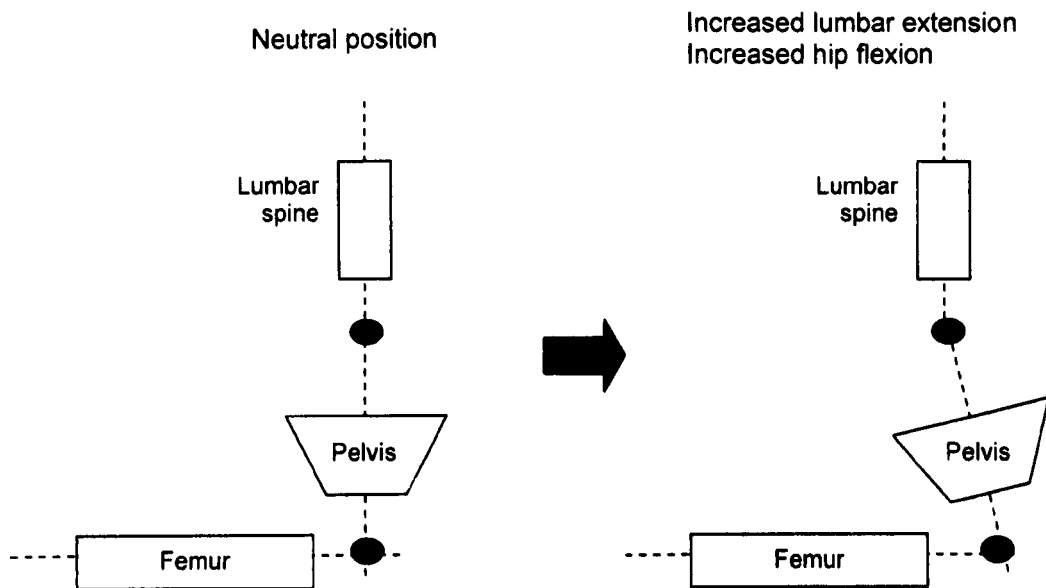 Neutral position
Increased lumbar extension
Increased hip flexion
Lumbar
spine
Pelvis
Femur
Lumbar
spine
Pelvis
Femur